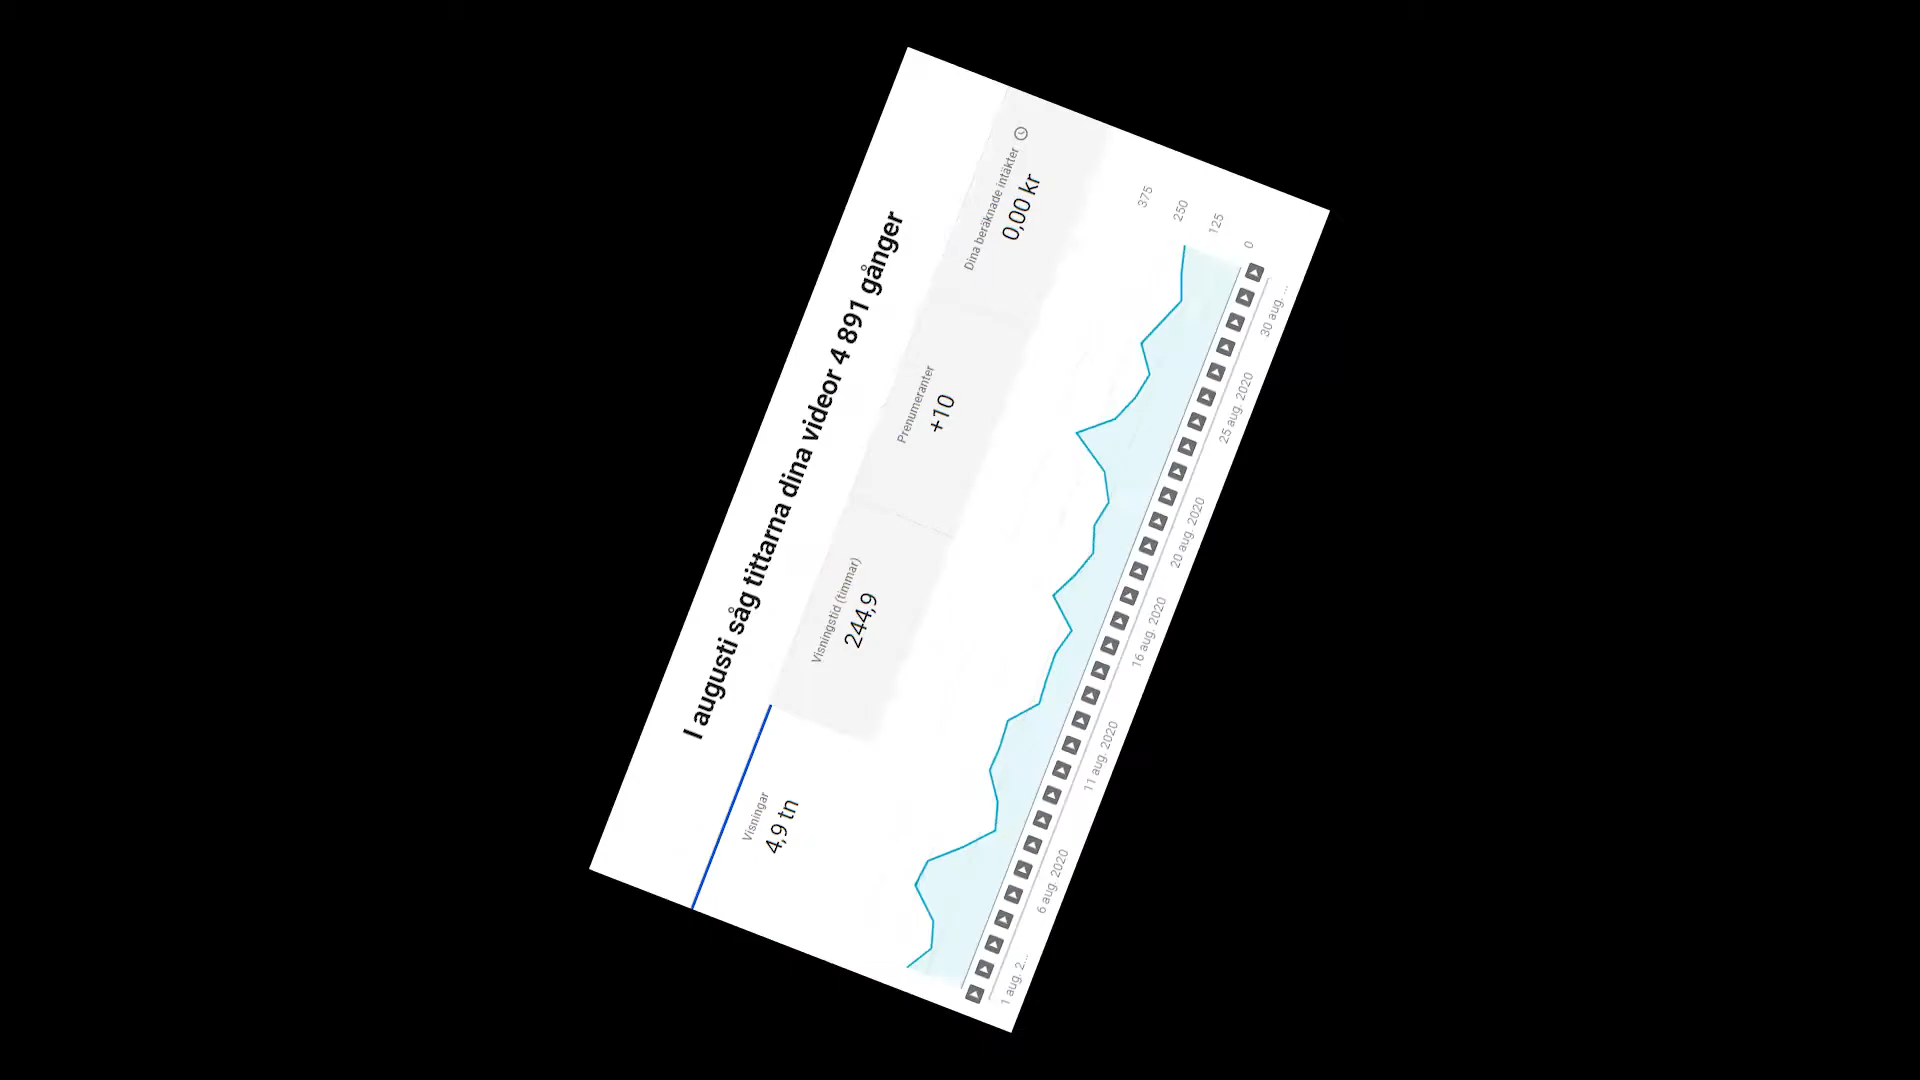 I augusti såg tittarna dina videor 4 891 gånger
Visningar
4,9 tn
Visningstid (timmar)
244,9
Prenumeranter
+10
Dina beräknade intäkter
0,00 kr
375
250
125
0
1 aug. 2...
6 aug. 2020
11 aug. 2020
16 aug. 2020
20 aug. 2020
25 aug. 2020
30 aug. ...